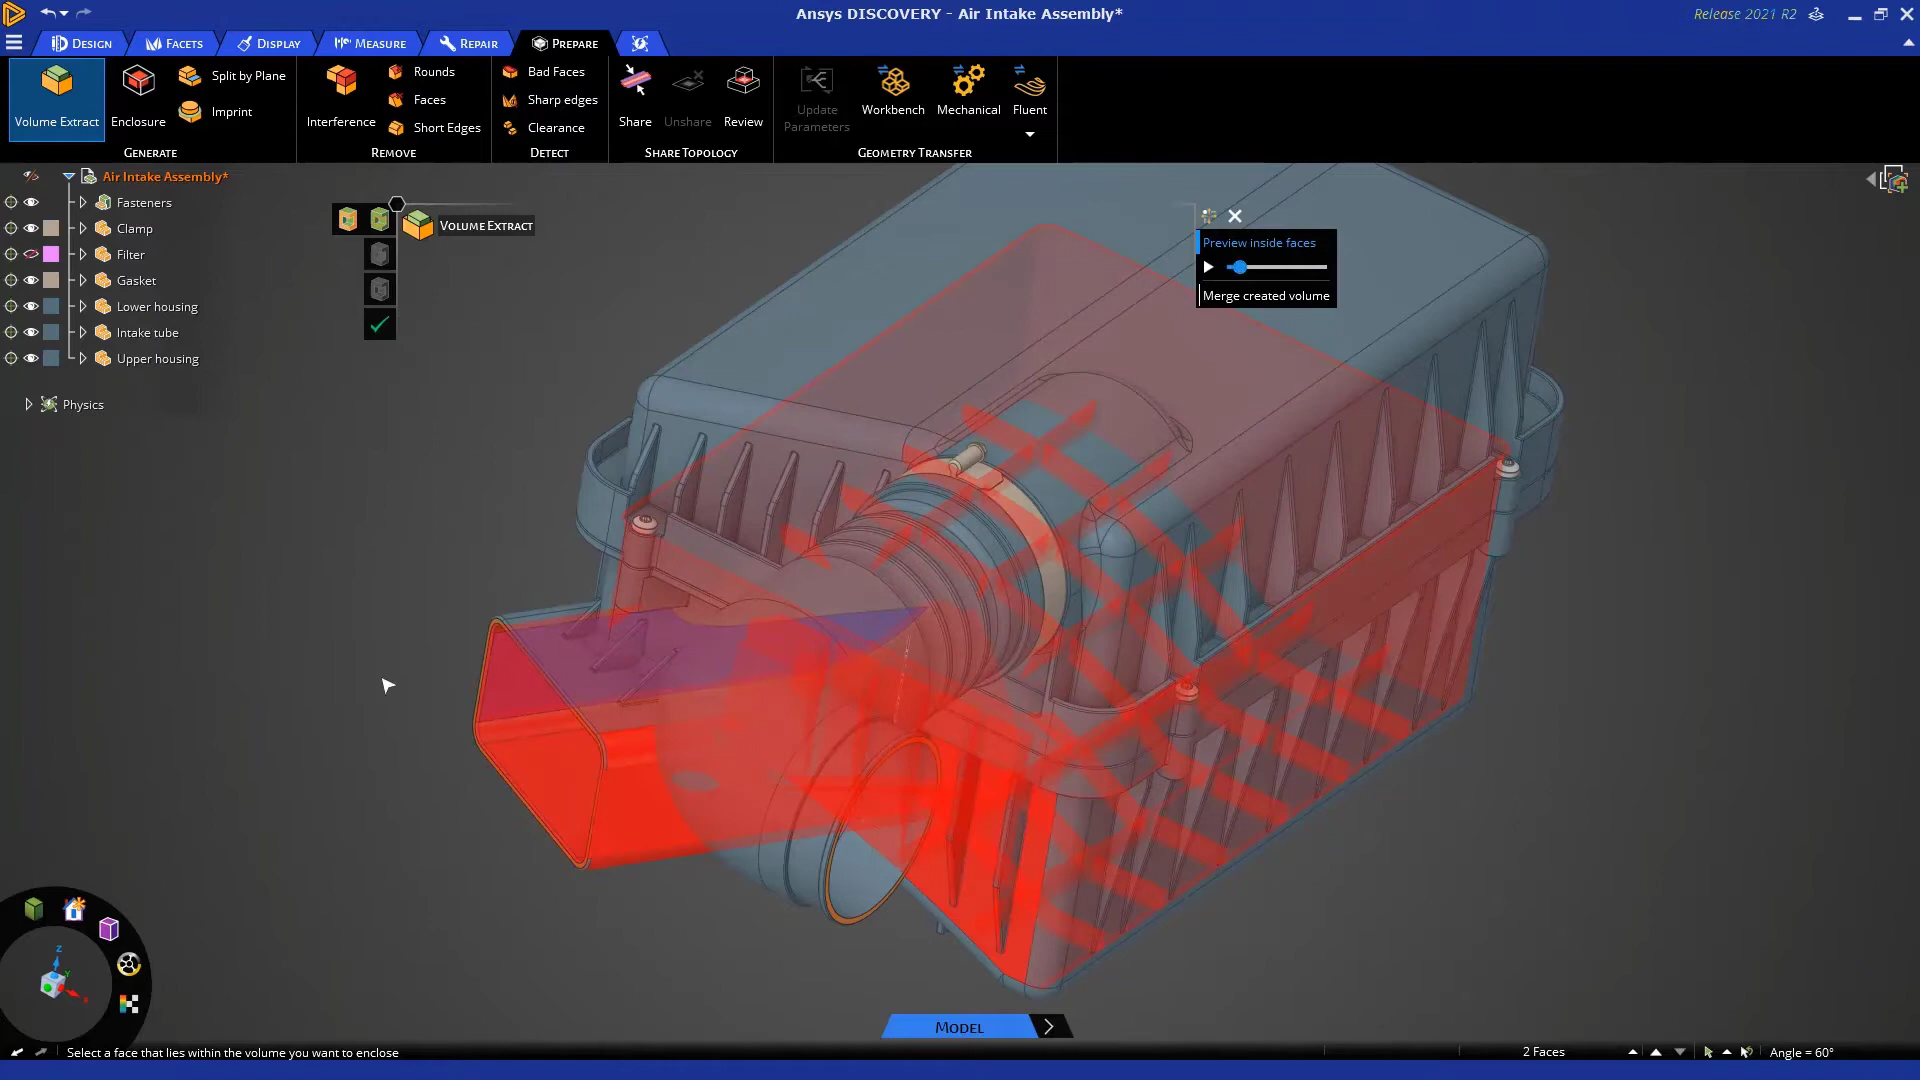 Ansys DISCOVERY - Air Intake Assembly*
Release 2021 R2
DESIGN
FACETS
DISPLAY
MEASURE
REPAIR
PREPARE
Volume Extract
Enclosure
Split by Plane
Imprint
GENERATE
Interference
Rounds
Faces
Short Edges
REMOVE
Bad Faces
Sharp edges
Clearance
DETECT
Share
Unshare
Review
SHARE TOPOLOGY
Update
Parameters
Workbench
Mechanical
Fluent
GEOMETRY TRANSFER
Air Intake Assembly*
Fasteners
Clamp
Filter
Gasket
Lower housing
Intake tube
Upper housing
Physics
VOLUME EXTRACT
Preview inside faces
Merge created volume
Z
Y
X
MODEL
Select a face that lies within the volume you want to enclose
2 Faces
Angle = 60°